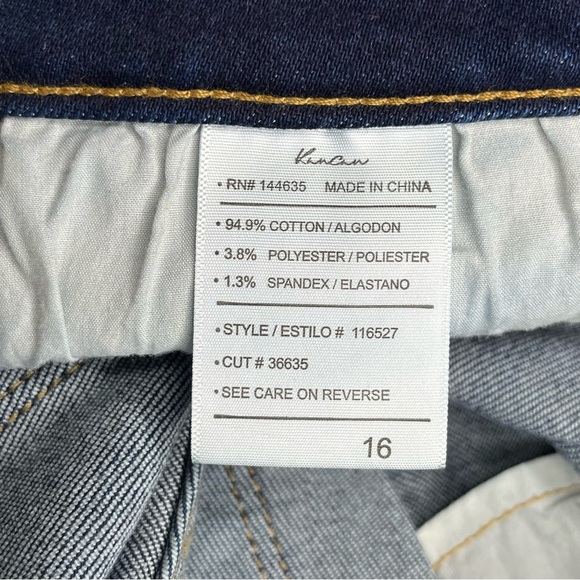 KanCan
• RN# 144635 MADE IN CHINA
• 94.9% COTTON / ALGODON
• 3.8% POLYESTER / POLIESTER
• 1.3% SPANDEX / ELASTANO
• STYLE / ESTILO # 116527
• CUT # 36635
• SEE CARE ON REVERSE
16